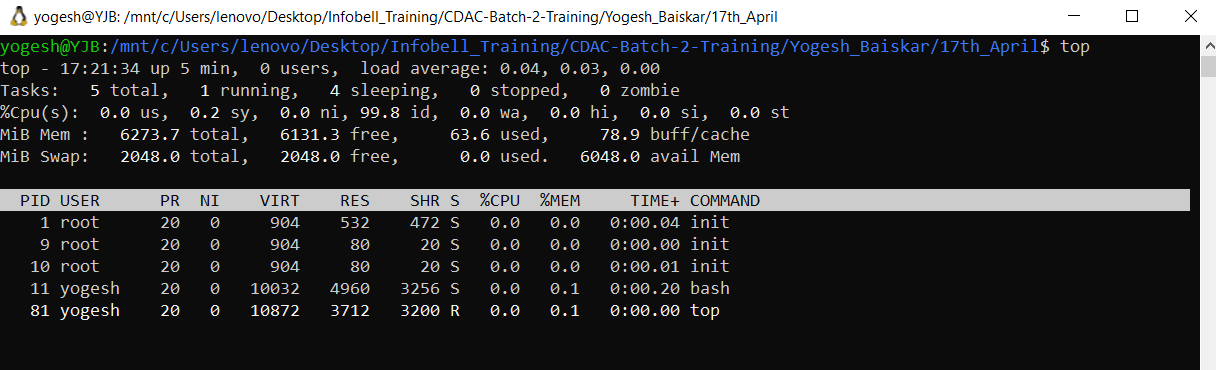 yogesh@YJB: /mnt/c/Users/lenovo/Desktop/Infobell_Training/CDAC-Batch-2-Training/Yogesh_Baiskar/17th_April
yogesh@YJB:/mnt/c/Users/lenovo/Desktop/Infobell_Training/CDAC-Batch-2-Training/Yogesh_Baiskar/17th_April$ top
top - 17:21:34 up 5 min,  0 users,  load average: 0.04, 0.03, 0.00
Tasks:   5 total,   1 running,   4 sleeping,   0 stopped,   0 zombie
%Cpu(s):  0.0 us,  0.2 sy,  0.0 ni, 99.8 id,  0.0 wa,  0.0 hi,  0.0 si,  0.0 st
MiB Mem :   6273.7 total,   6131.3 free,     63.6 used,     78.9 buff/cache
MiB Swap:   2048.0 total,   2048.0 free,      0.0 used.   6048.0 avail Mem
  PID USER      PR  NI    VIRT    RES    SHR S  %CPU  %MEM     TIME+ COMMAND
    1 root      20   0     904    532    472 S   0.0   0.0   0:00.04 init
    9 root      20   0     904     80     20 S   0.0   0.0   0:00.00 init
   10 root      20   0     904     80     20 S   0.0   0.0   0:00.01 init
   11 yogesh    20   0   10032   4960   3256 S   0.0   0.1   0:00.20 bash
   81 yogesh    20   0   10872   3712   3200 R   0.0   0.1   0:00.00 top